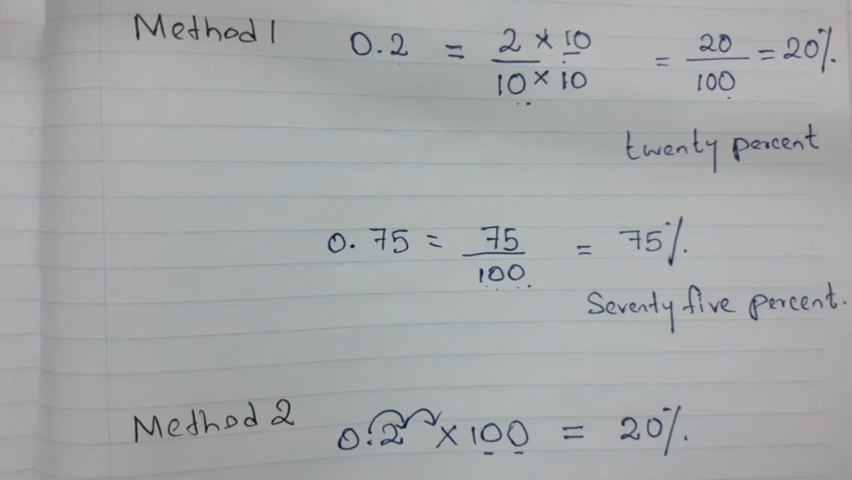 Method 1 0.2 = 2 × 10 / 10 × 10 = 20 / 100 = 20%.
twenty percent
0.75 = 75 / 100 = 75%.
Seventy five percent.
Method 2 0.2 × 100 = 20%.